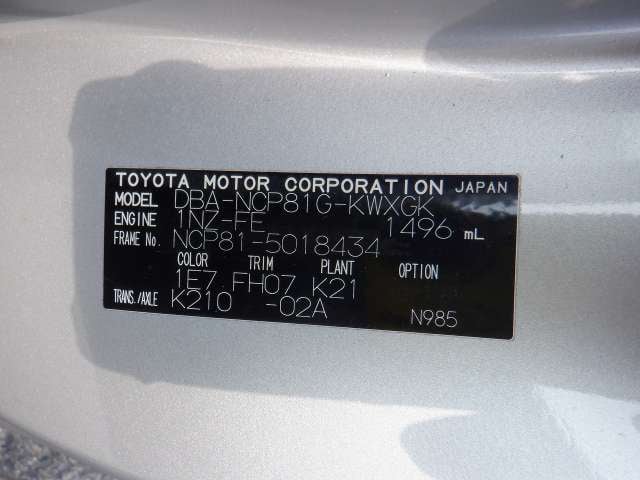 TOYOTA MOTOR CORPORATION JAPAN
MODEL DBA-NCP81G-KWXGK
ENGINE 1NZ-FE 1496 mL
FRAME No. NCP81-5018434
COLOR TRIM PLANT OPTION
1E7 FH07 K21
TRANS./AXLE K210 -02A N985